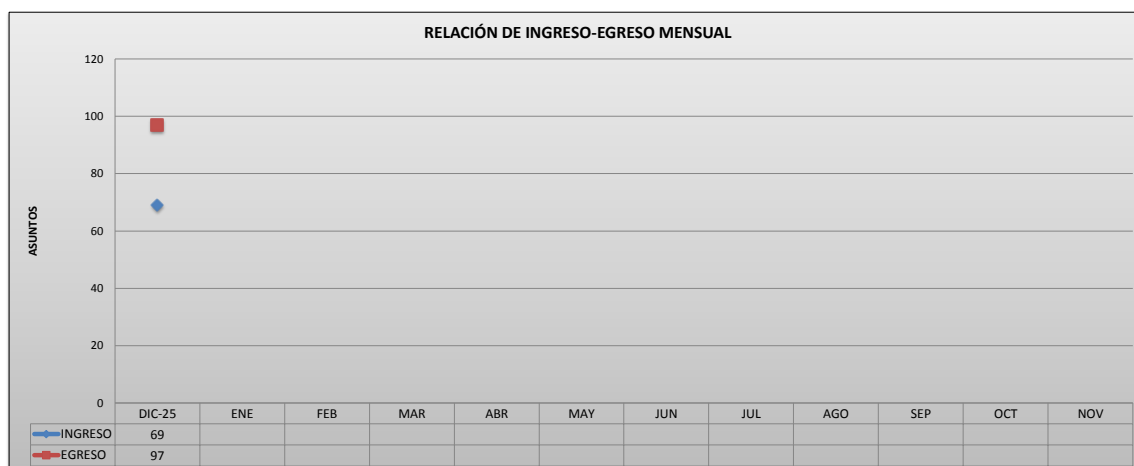 RELACIÓN DE INGRESO-EGRESO MENSUAL
ASUNTOS
120
100
80
60
40
20
0
DIC-25 ENE FEB MAR ABR MAY JUN JUL AGO SEP OCT NOV
INGRESO 69
EGRESO 97